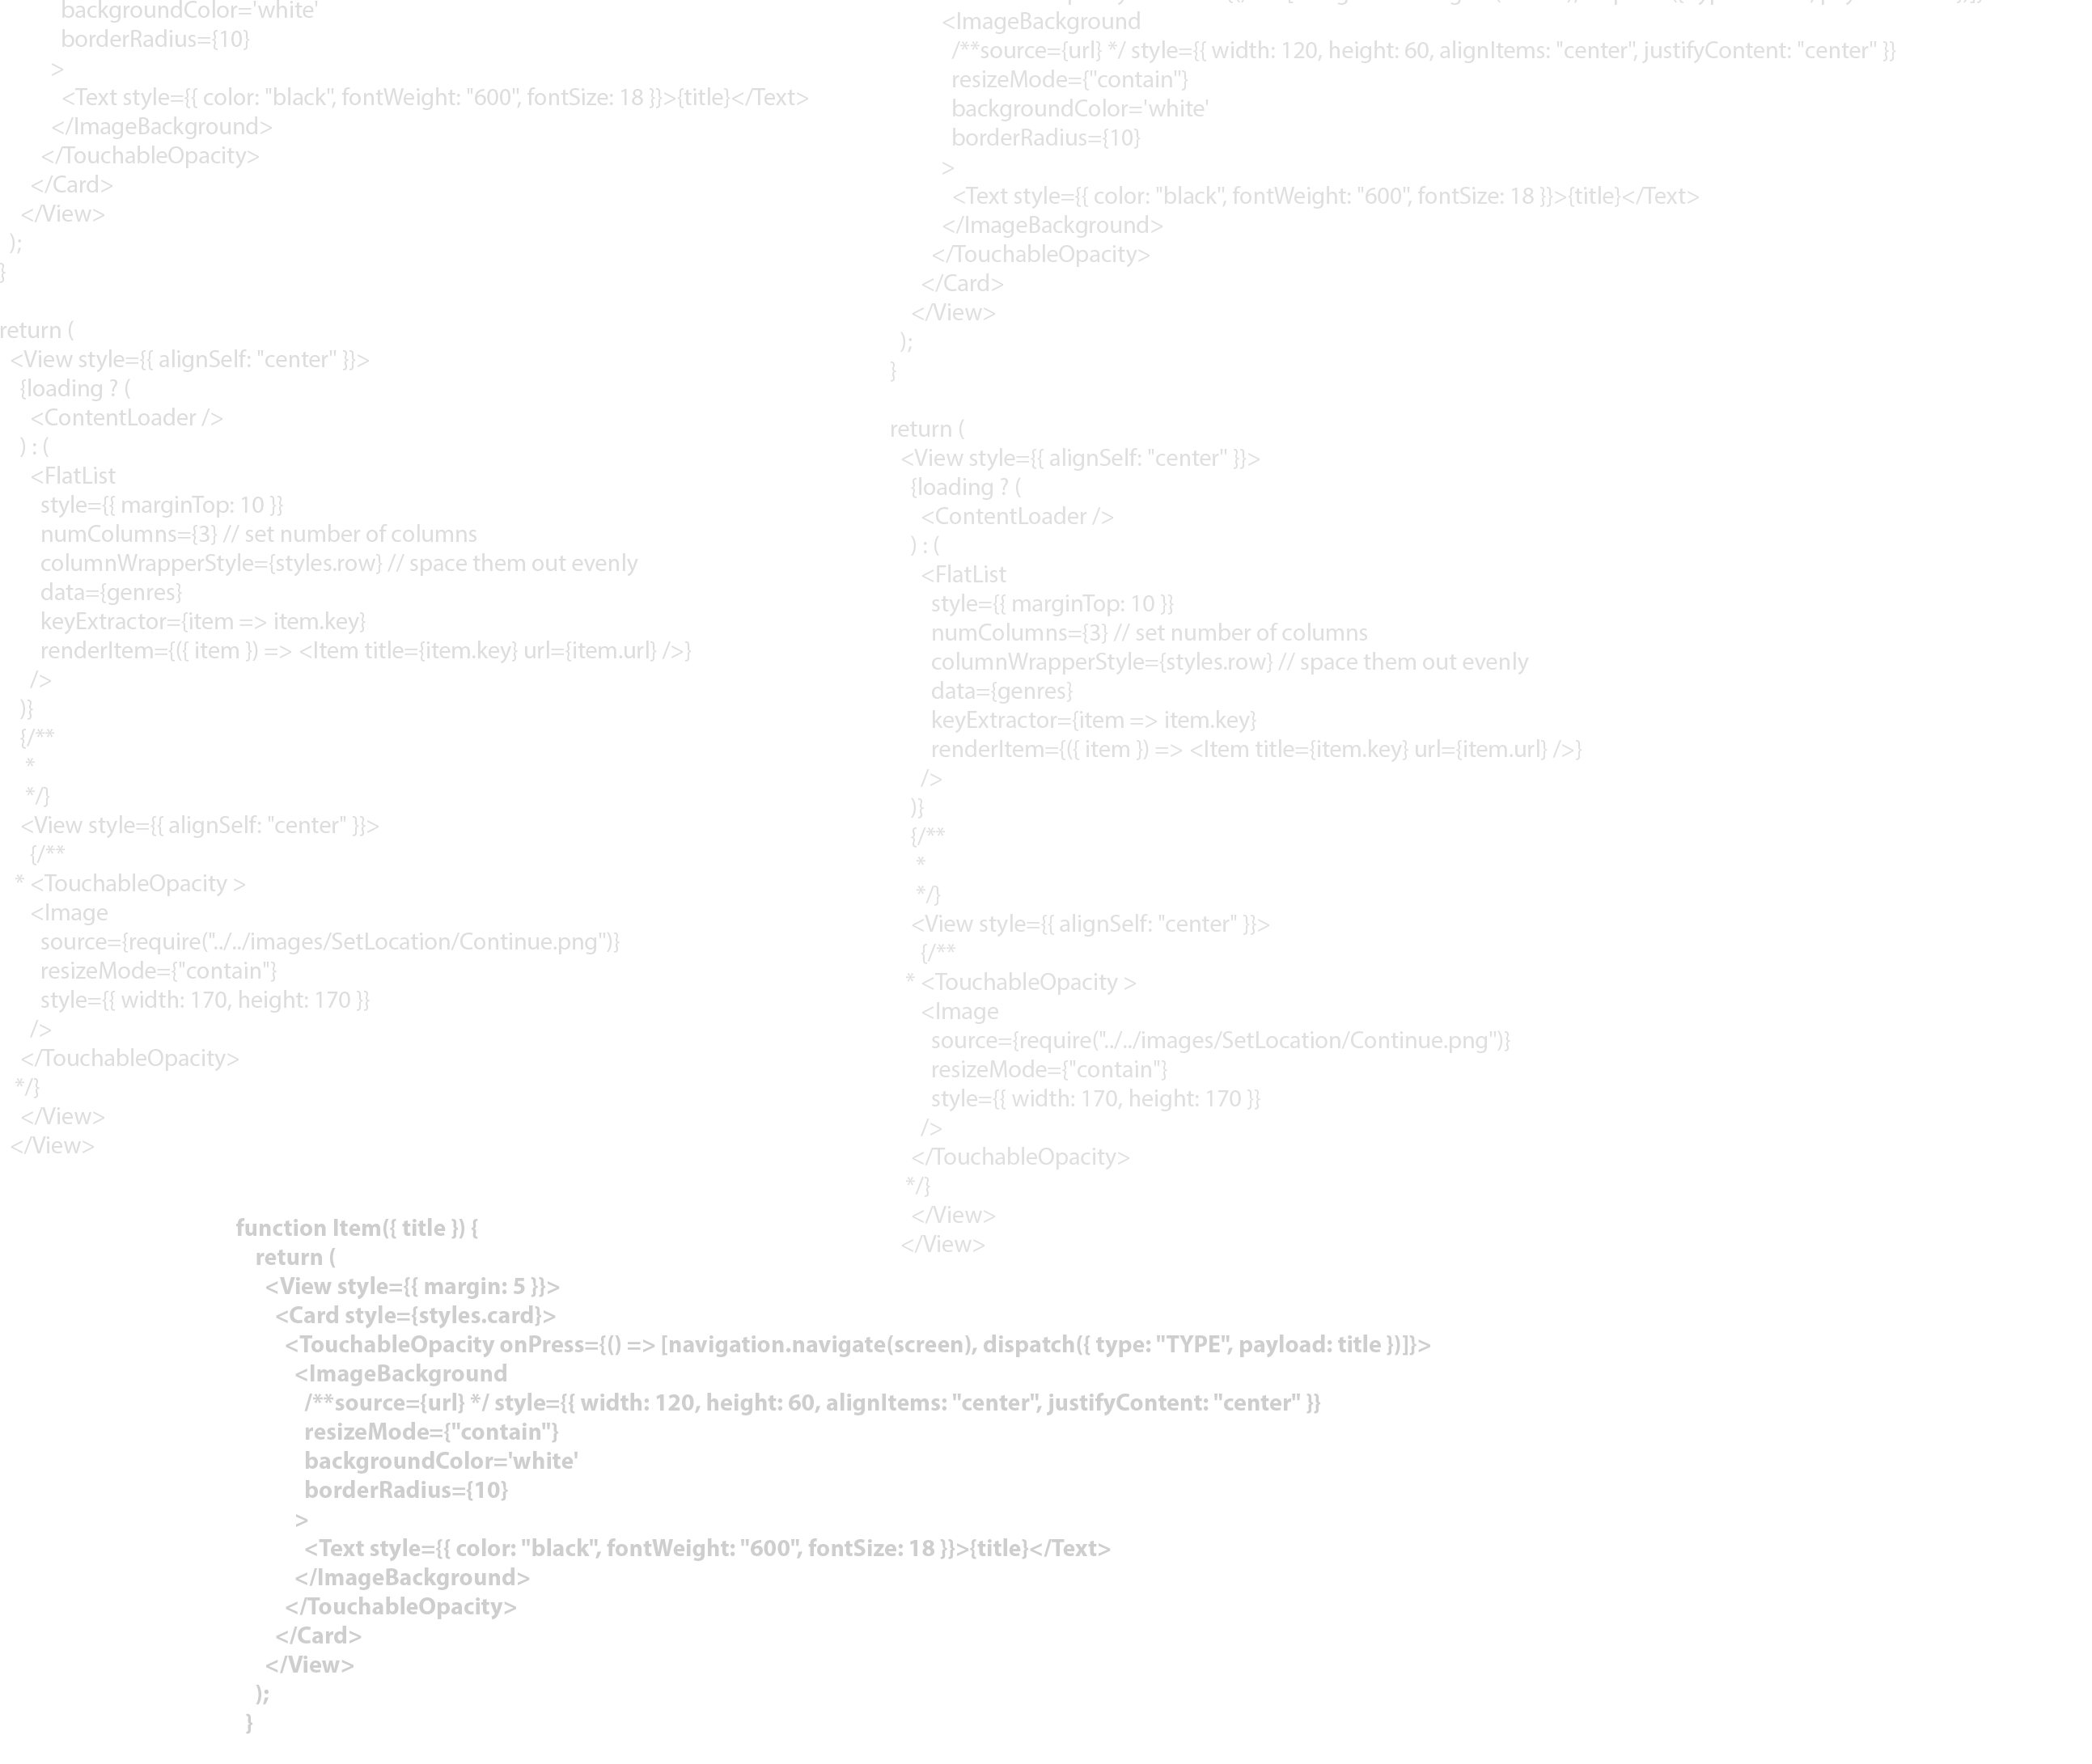 backgroundColor='white'
borderRadius={10}
>
<Text style={{ color: "black", fontWeight: "600", fontSize: 18 }}>{title}</Text>
</ImageBackground>
</TouchableOpacity>
</Card>
</View>
);
}
return (
<View style={{ alignSelf: "center" }}>
{loading ? (
<ContentLoader />
) : (
<FlatList
style={{ marginTop: 10 }}
numColumns={3} // set number of columns
columnWrapperStyle={styles.row} // space them out evenly
data={genres}
keyExtractor={item => item.key}
renderItem={({ item }) => <Item title={item.key} url={item.url} />}
/>
)}
{/**
*
*/}
<View style={{ alignSelf: "center" }}>
{/**
* <TouchableOpacity >
<Image
source={require("../../images/SetLocation/Continue.png")}
resizeMode={"contain"}
style={{ width: 170, height: 170 }}
/>
</TouchableOpacity>
*/}
</View>
</View>
<ImageBackground
/**source={url} */ style={{ width: 120, height: 60, alignItems: "center", justifyContent: "center" }}
resizeMode={"contain"}
backgroundColor='white'
borderRadius={10}
>
<Text style={{ color: "black", fontWeight: "600", fontSize: 18 }}>{title}</Text>
</ImageBackground>
</TouchableOpacity>
</Card>
</View>
);
}
return (
<View style={{ alignSelf: "center" }}>
{loading ? (
<ContentLoader />
) : (
<FlatList
style={{ marginTop: 10 }}
numColumns={3} // set number of columns
columnWrapperStyle={styles.row} // space them out evenly
data={genres}
keyExtractor={item => item.key}
renderItem={({ item }) => <Item title={item.key} url={item.url} />}
/>
)}
{/**
*
*/}
<View style={{ alignSelf: "center" }}>
{/**
* <TouchableOpacity >
<Image
source={require("../../images/SetLocation/Continue.png")}
resizeMode={"contain"}
style={{ width: 170, height: 170 }}
/>
</TouchableOpacity>
*/}
</View>
</View>
function Item({ title }) {
return (
<View style={{ margin: 5 }}>
<Card style={styles.card}>
<TouchableOpacity onPress={() => [navigation.navigate(screen), dispatch({ type: "TYPE", payload: title })]}>
<ImageBackground
/**source={url} */ style={{ width: 120, height: 60, alignItems: "center", justifyContent: "center" }}
resizeMode={"contain"}
backgroundColor='white'
borderRadius={10}
>
<Text style={{ color: "black", fontWeight: "600", fontSize: 18 }}>{title}</Text>
</ImageBackground>
</TouchableOpacity>
</Card>
</View>
);
}